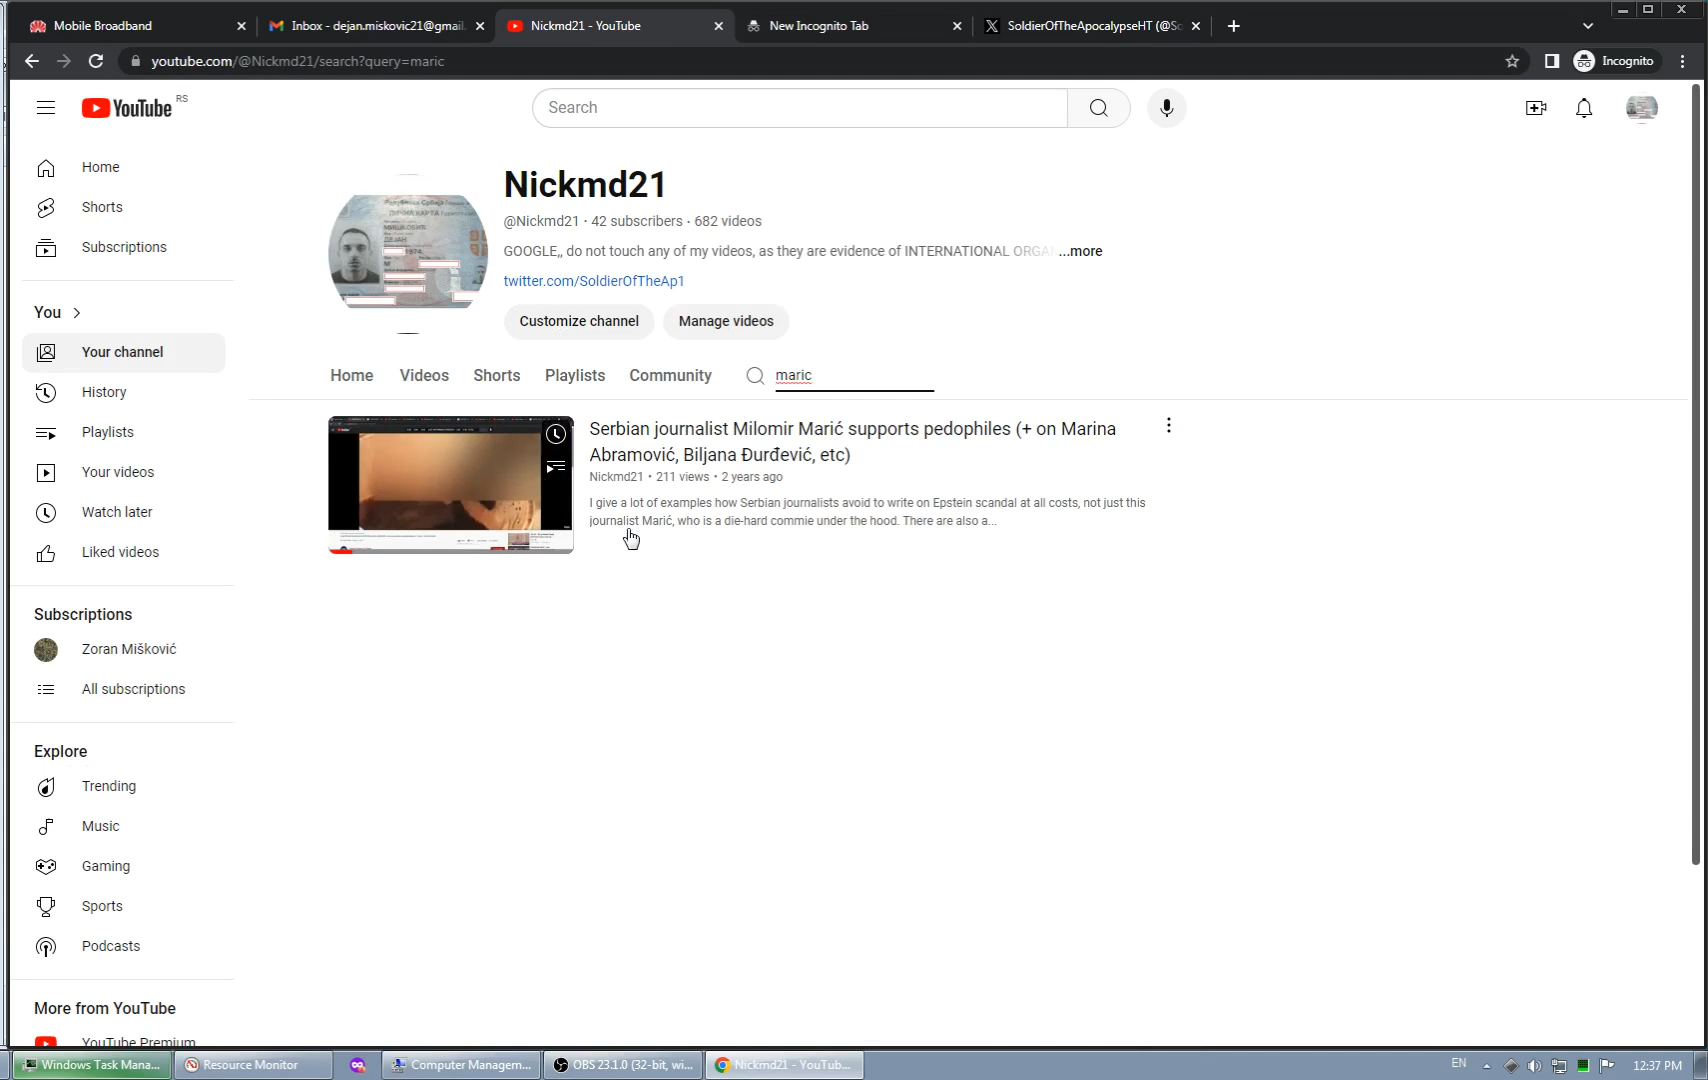 Mobile Broadband
Inbox - dejan.miskovic21@gmail.
Nickmd21 - YouTube
New Incognito Tab
SoldierOfTheApocalypseHT (@So
youtube.com/@Nickmd21/search?query=maric
Incognito
YouTube RS
Search
Home
Shorts
Subscriptions
You
Your channel
History
Playlists
Your videos
Watch later
Liked videos
Subscriptions
Zoran Mišković
All subscriptions
Explore
Trending
Music
Gaming
Sports
Podcasts
More from YouTube
YouTube Premium
Nickmd21
@Nickmd21 · 42 subscribers · 682 videos
GOOGLE,, do not touch any of my videos, as they are evidence of INTERNATIONAL ORGA ...more
twitter.com/SoldierOfTheAp1
Customize channel
Manage videos
Home
Videos
Shorts
Playlists
Community
maric
Serbian journalist Milomir Marić supports pedophiles (+ on Marina
Abramović, Biljana Đurđević, etc)
Nickmd21 · 211 views · 2 years ago
I give a lot of examples how Serbian journalists avoid to write on Epstein scandal at all costs, not just this
journalist Marić, who is a die-hard commie under the hood. There are also a...
Windows Task Mana...
Resource Monitor
Computer Managem...
OBS 23.1.0 (32-bit, wi...
Nickmd21 - YouTub...
EN
12:37 PM